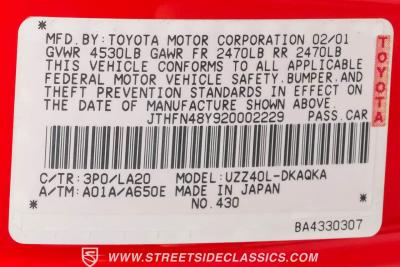 MFD. BY: TOYOTA MOTOR CORPORATION 02/01
GVWR 4530LB GAWR FR 2470LB RR 2470LB
THIS VEHICLE CONFORMS TO ALL APPLICABLE
FEDERAL MOTOR VEHICLE SAFETY. BUMPER. AND
THEFT PREVENTION STANDARDS IN EFFECT ON
THE DATE OF MANUFACTURE SHOWN ABOVE.
JTHFN48Y920002229 PASS. CAR
TOYOTA
C/TR: 3P0/LA20 MODEL: UZZ40L-DKAQKA
A/TM: A01A/A650E MADE IN JAPAN
NO. 430
BA4330307
WWW.STREETSIDECLASSICS.COM